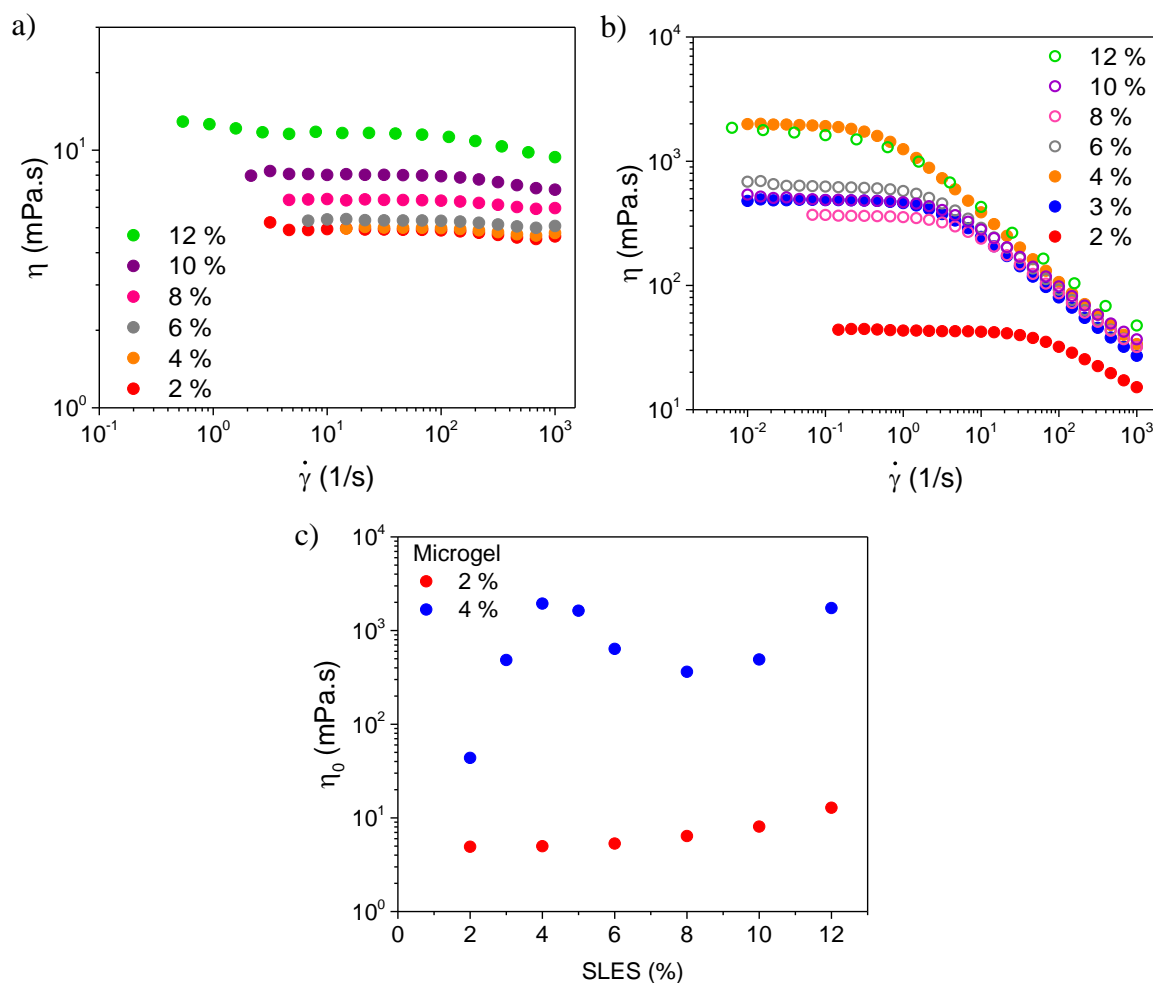 a)
η (mPa.s)
10¹
10⁰
12 %
10 %
8 %
6 %
4 %
2 %
10⁻¹ 10⁰ 10¹ 10² 10³
γ̇ (1/s)
b)
η (mPa.s)
10⁴
10³
10²
10¹
12 %
10 %
8 %
6 %
4 %
3 %
2 %
10⁻² 10⁻¹ 10⁰ 10¹ 10² 10³
γ̇ (1/s)
c)
η₀ (mPa.s)
10⁴
10³
10²
10¹
10⁰
Microgel
2 %
4 %
0 2 4 6 8 10 12
SLES (%)